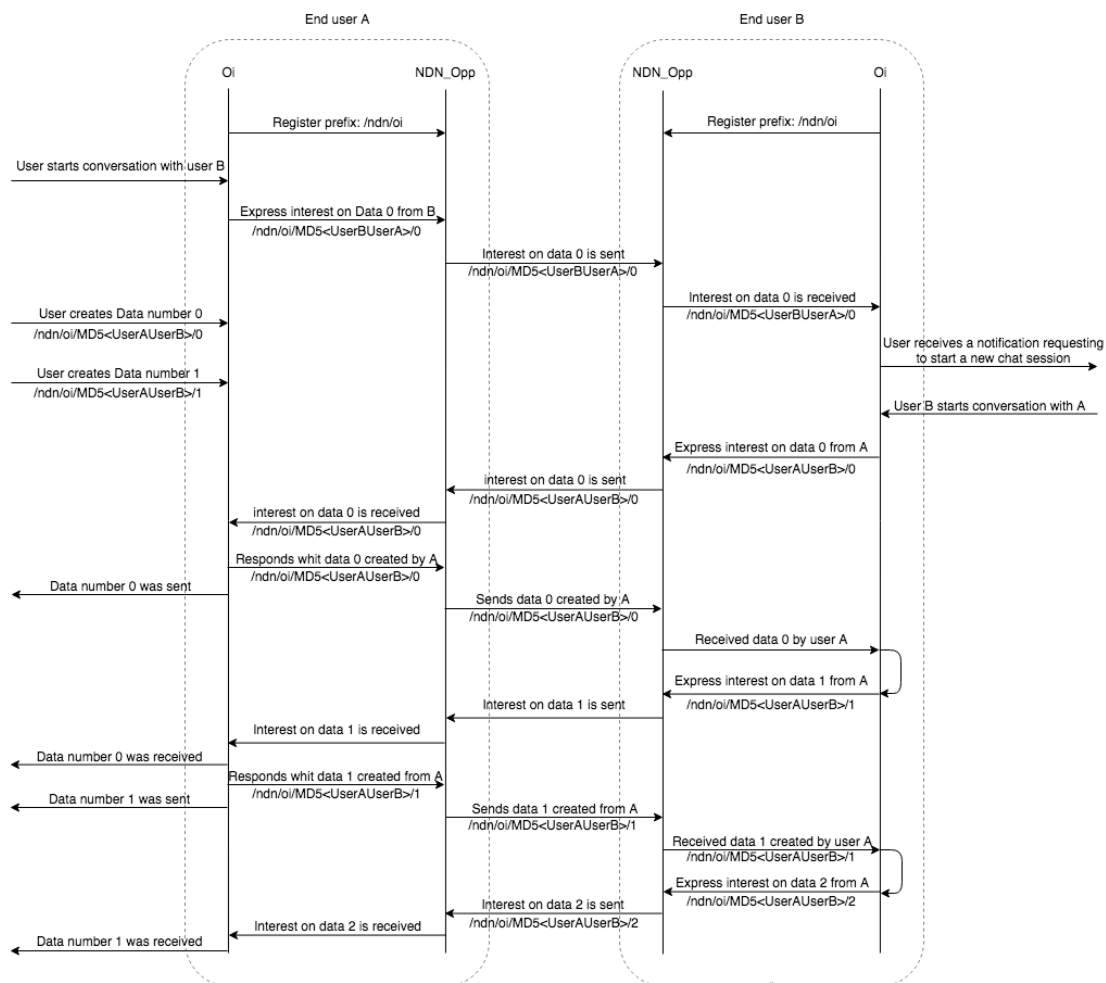 End user A
End user B
Oi
NDN_Opp
NDN_Opp
Oi
Register prefix: /ndn/oi
Register prefix: /ndn/oi
User starts conversation with user B
Express interest on Data 0 from B
/ndn/oi/MD5<UserBUserA>/0
Interest on data 0 is sent
/ndn/oi/MD5<UserBUserA>/0
Interest on data 0 is received
/ndn/oi/MD5<UserBUserA>/0
User creates Data number 0
/ndn/oi/MD5<UserAUserB>/0
User receives a notification requesting
to start a new chat session
User creates Data number 1
/ndn/oi/MD5<UserAUserB>/1
User B starts conversation with A
Express interest on data 0 from A
/ndn/oi/MD5<UserAUserB>/0
interest on data 0 is sent
/ndn/oi/MD5<UserAUserB>/0
interest on data 0 is received
/ndn/oi/MD5<UserAUserB>/0
Responds whit data 0 created by A
/ndn/oi/MD5<UserAUserB>/0
Data number 0 was sent
Sends data 0 created by A
/ndn/oi/MD5<UserAUserB>/0
Received data 0 by user A
Express interest on data 1 from A
/ndn/oi/MD5<UserAUserB>/1
Interest on data 1 is sent
Interest on data 1 is received
Data number 0 was received
Responds whit data 1 created from A
/ndn/oi/MD5<UserAUserB>/1
Data number 1 was sent
Sends data 1 created from A
/ndn/oi/MD5<UserAUserB>/1
Received data 1 created by user A
/ndn/oi/MD5<UserAUserB>/1
Express interest on data 2 from A
/ndn/oi/MD5<UserAUserB>/2
Interest on data 2 is sent
/ndn/oi/MD5<UserAUserB>/2
Interest on data 2 is received
Data number 1 was received